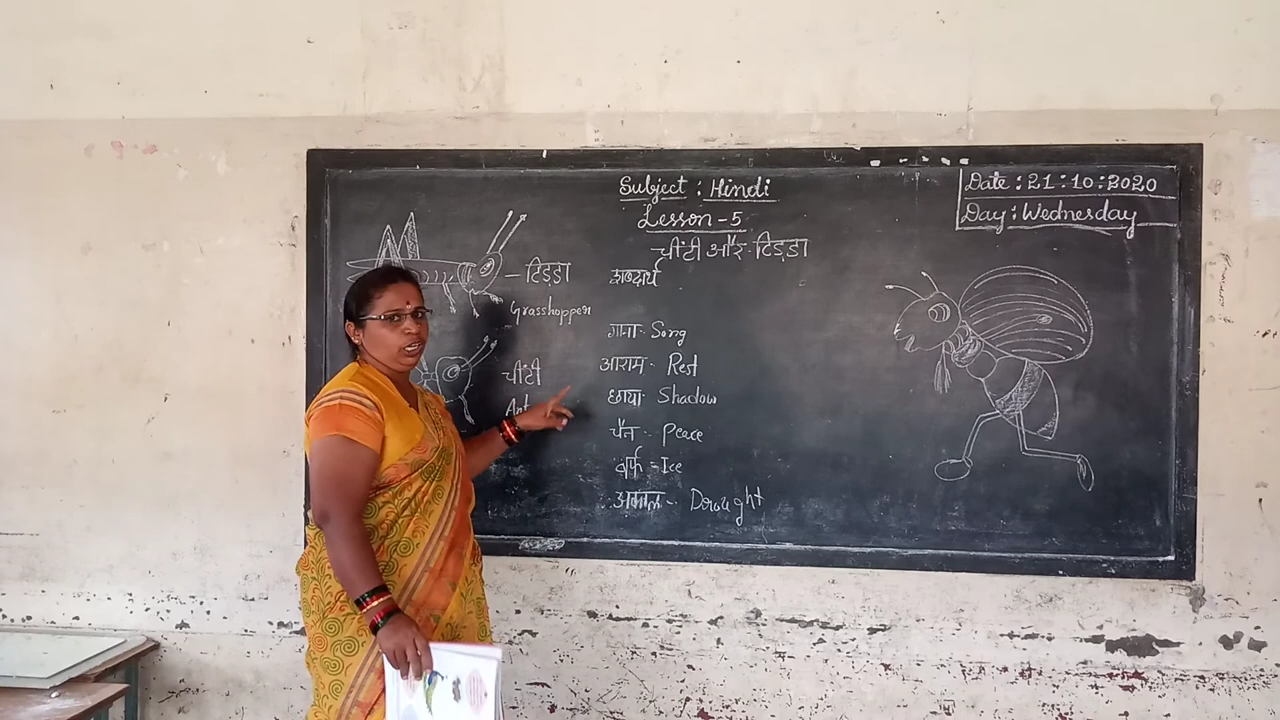 Subject : Hindi
Lesson - 5
चींटी और टिड्डा
Date : 21:10:2020
Day : Wednesday
- टिड्डा
Grasshopper
चींटी
Ant
शब्दार्थ
गाना - Song
आराम - Rest
छाया - Shadow
चैन - Peace
बर्फ = Ice
अकाल - Drought